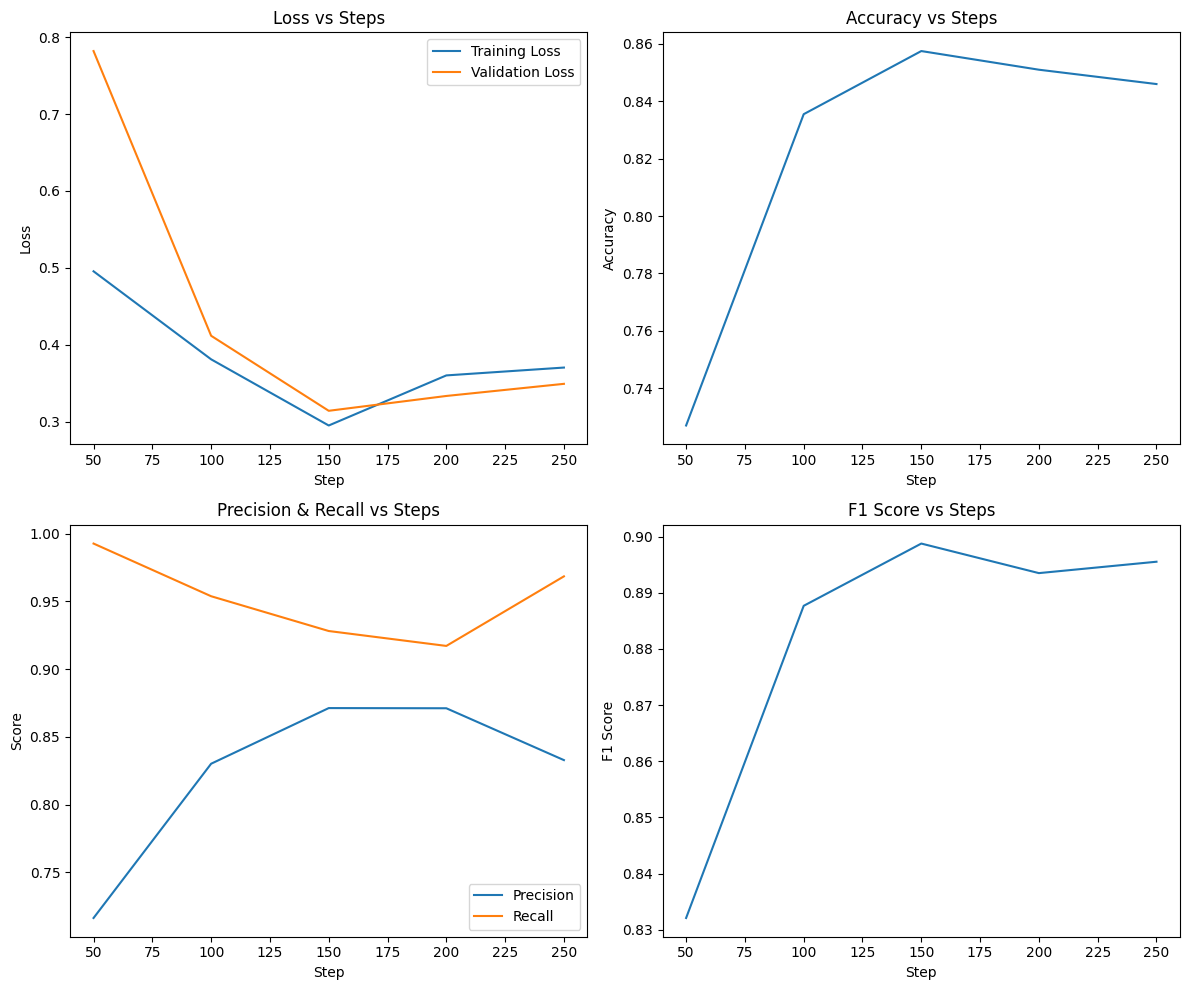 Loss vs Steps
Training Loss
Validation Loss
0.8
0.7
0.6
0.5
0.4
0.3
Loss
50 75 100 125 150 175 200 225 250
Step
Accuracy vs Steps
0.86
0.84
0.82
0.80
0.78
0.76
0.74
Accuracy
50 75 100 125 150 175 200 225 250
Step
Precision & Recall vs Steps
1.00
0.95
0.90
0.85
0.80
0.75
Score
Precision
Recall
50 75 100 125 150 175 200 225 250
Step
F1 Score vs Steps
0.90
0.89
0.88
0.87
0.86
0.85
0.84
0.83
F1 Score
50 75 100 125 150 175 200 225 250
Step